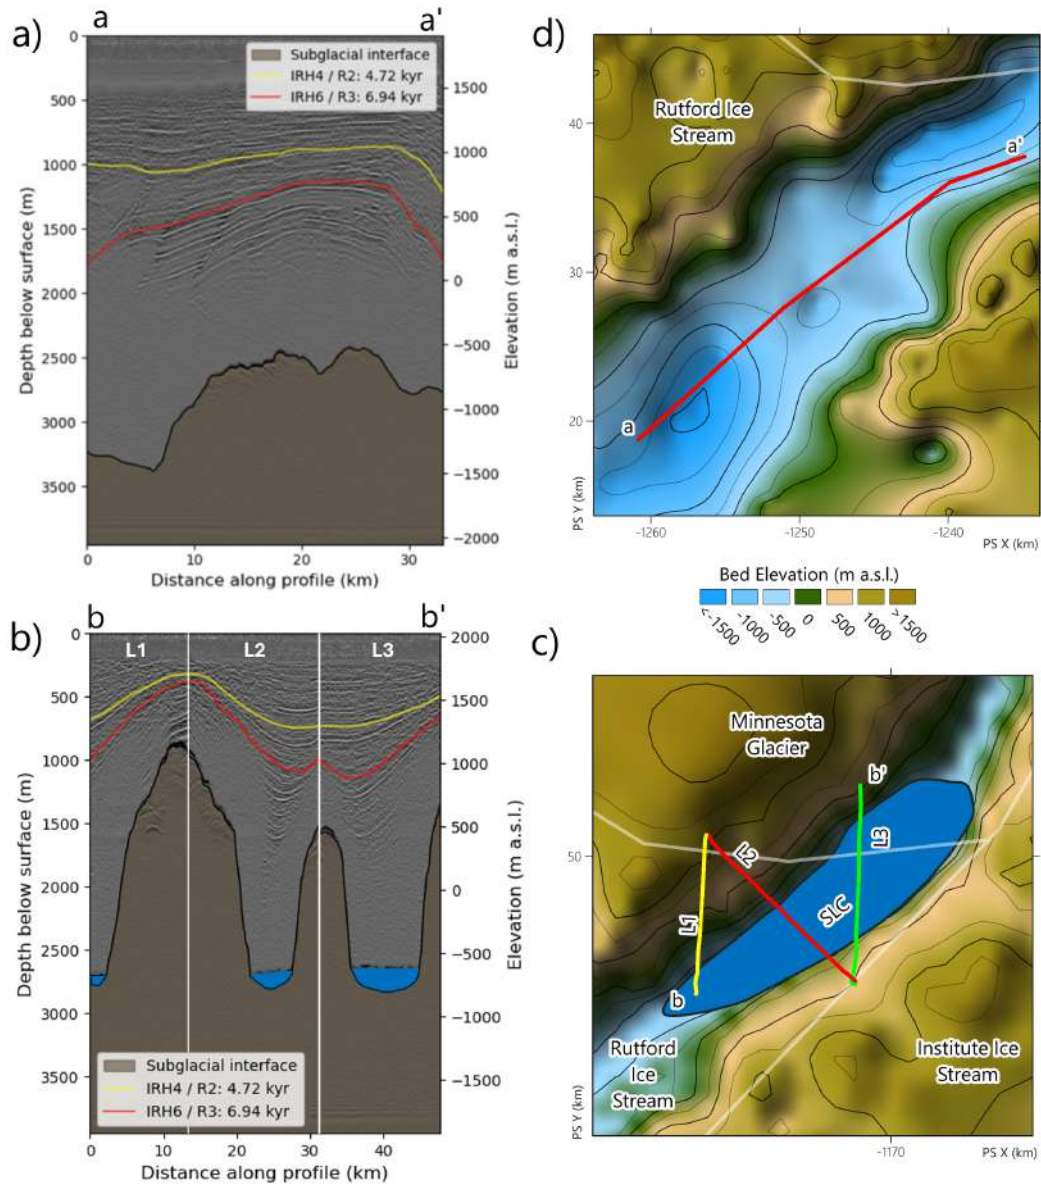 a)
a
a'
0
500
1000
1500
2000
2500
3000
3500
Depth below surface (m)
Subglacial interface
IRH4 / R2: 4.72 kyr
IRH6 / R3: 6.94 kyr
1500
1000
500
0
−500
−1000
−1500
−2000
Elevation (m a.s.l.)
0
10
20
30
Distance along profile (km)
d)
Rutford Ice
Stream
a'
a
40
30
20
PS Y (km)
-1260
-1250
-1240
PS X (km)
Bed Elevation (m a.s.l.)
<-1500
-1000
-500
0
500
1000
>1500
b)
b
b'
L1
L2
L3
0
500
1000
1500
2000
2500
3000
3500
Depth below surface (m)
2000
1500
1000
500
0
−500
−1000
−1500
Elevation (m a.s.l.)
Subglacial interface
IRH4 / R2: 4.72 kyr
IRH6 / R3: 6.94 kyr
0
10
20
30
40
Distance along profile (km)
c)
Minnesota
Glacier
b'
L2
L3
L1
SLC
b
50
Rutford
Ice
Stream
Institute Ice
Stream
PS Y (km)
-1170
PS X (km)